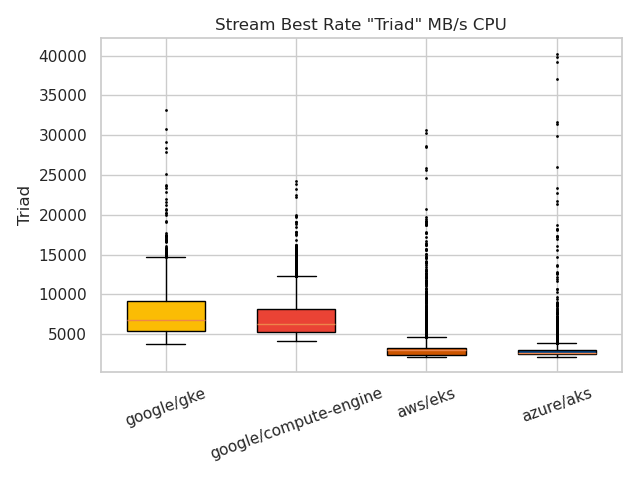 Stream Best Rate "Triad" MB/s CPU
40000
35000
30000
25000
20000
15000
10000
5000
Triad
google/gke
google/compute-engine
aws/eks
azure/aks